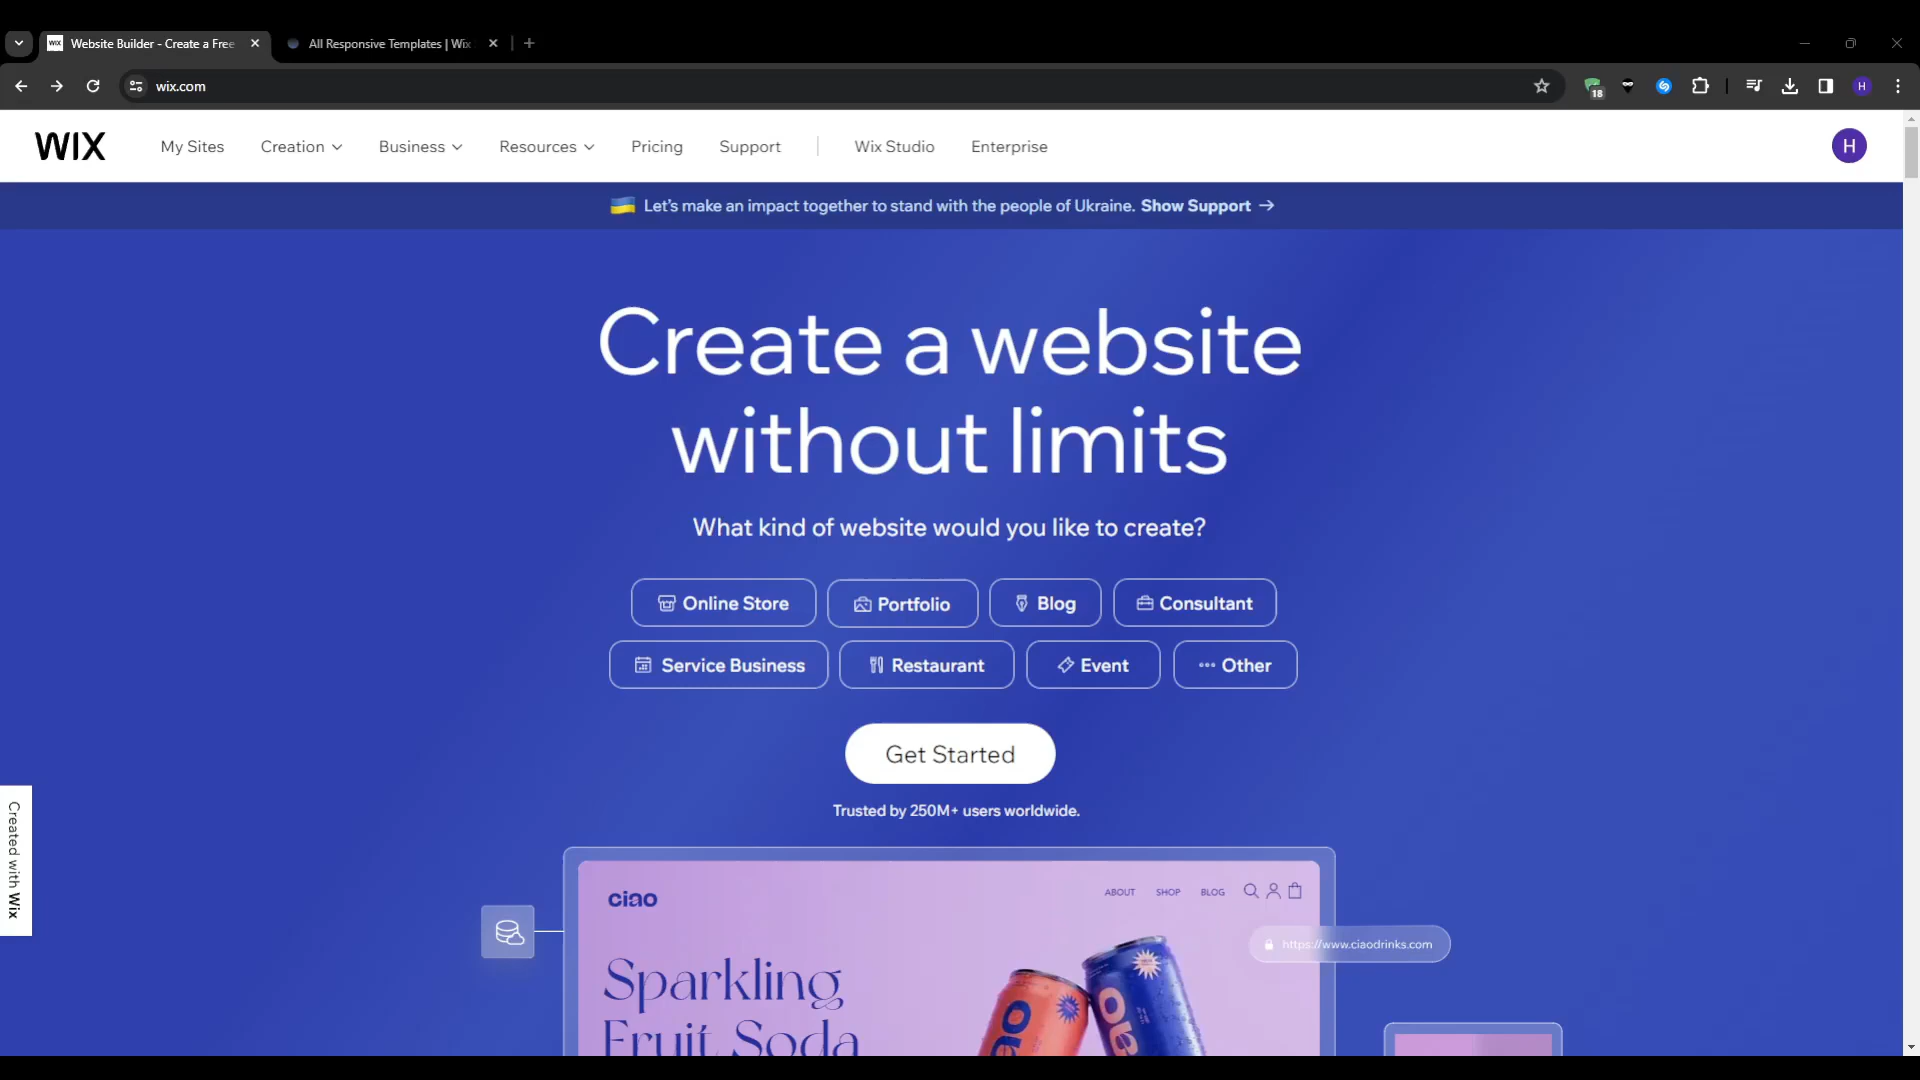 WIX Website Builder - Create a Free
All Responsive Templates | Wix
wix.com
18
H
WIX
My Sites
Creation
Business
Resources
Pricing
Support
Wix Studio
Enterprise
H
Let's make an impact together to stand with the people of Ukraine. Show Support →
Create a website
without limits
What kind of website would you like to create?
Online Store
Portfolio
Blog
Consultant
Service Business
Restaurant
Event
Other
Get Started
Trusted by 250M+ users worldwide.
Created with Wix
ciao
ABOUT
SHOP
BLOG
https://www.ciaodrinks.com
Sparkling
Fruit Soda